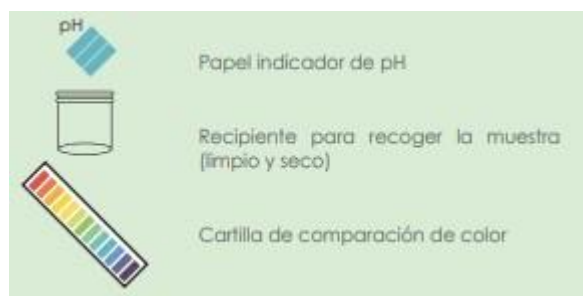 pH
Papel indicador de pH
Recipiente para recoger la muestra
(limpio y seco)
Cartilla de comparación de color